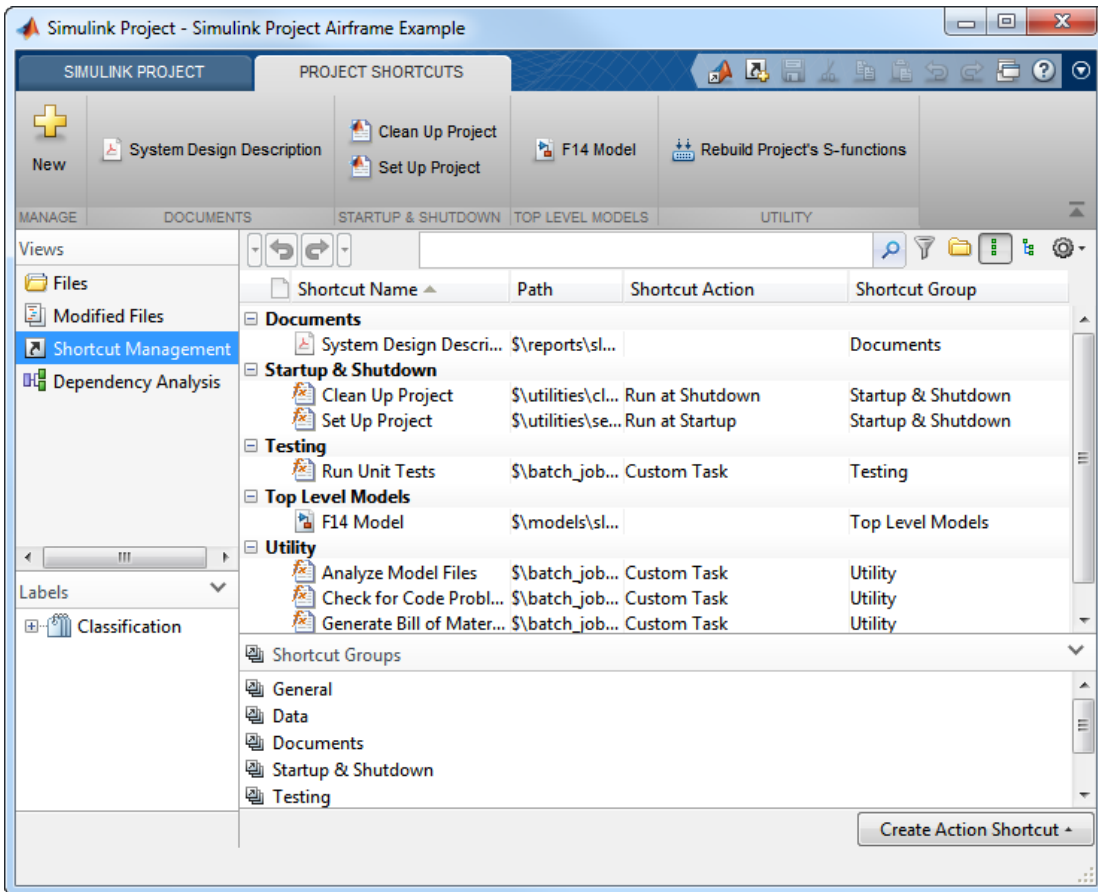 Simulink Project - Simulink Project Airframe Example
SIMULINK PROJECT
PROJECT SHORTCUTS
New
System Design Description
Clean Up Project
Set Up Project
F14 Model
Rebuild Project's S-functions
MANAGE
DOCUMENTS
STARTUP & SHUTDOWN
TOP LEVEL MODELS
UTILITY
Views
Files
Modified Files
Shortcut Management
Dependency Analysis
Labels
Classification
Shortcut Name Path Shortcut Action Shortcut Group
Documents
System Design Descri... $\reports\sl... Documents
Startup & Shutdown
Clean Up Project $\utilities\cl... Run at Shutdown Startup & Shutdown
Set Up Project $\utilities\se... Run at Startup Startup & Shutdown
Testing
Run Unit Tests $\batch_job... Custom Task Testing
Top Level Models
F14 Model $\models\sl... Top Level Models
Utility
Analyze Model Files $\batch_job... Custom Task Utility
Check for Code Probl... $\batch_job... Custom Task Utility
Generate Bill of Mater... $\batch_job... Custom Task Utility
Shortcut Groups
General
Data
Documents
Startup & Shutdown
Testing
Create Action Shortcut